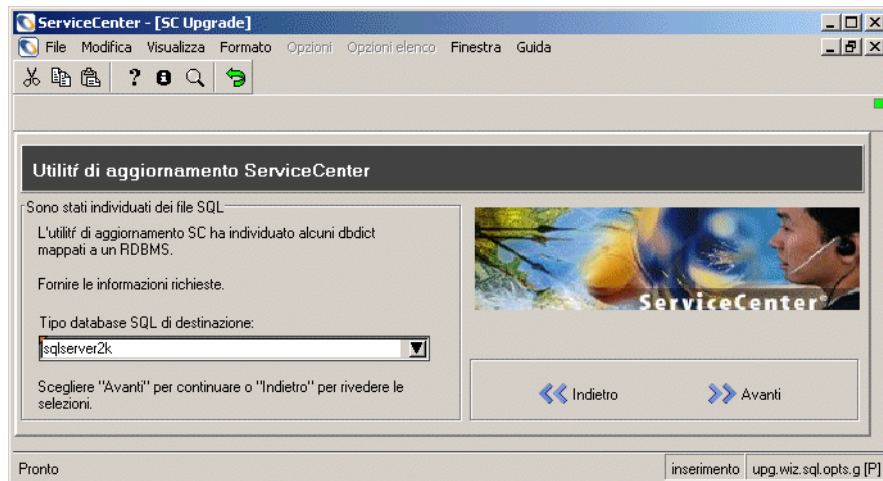 ServiceCenter - [SC Upgrade]
File Modifica Visualizza Formato Opzioni Opzioni elenco Finestra Guida
Utilitŕ di aggiornamento ServiceCenter
Sono stati individuati dei file SQL
L'utilitŕ di aggiornamento SC ha individuato alcuni dbdict
mappati a un RDBMS.
Fornire le informazioni richieste.
Tipo database SQL di destinazione:
sqlserver2k
Scegliere "Avanti" per continuare o "Indietro" per rivedere le
selezioni.
ServiceCenter
Indietro
Avanti
Pronto
inserimento
upg.wiz.sql.opts.g [P]